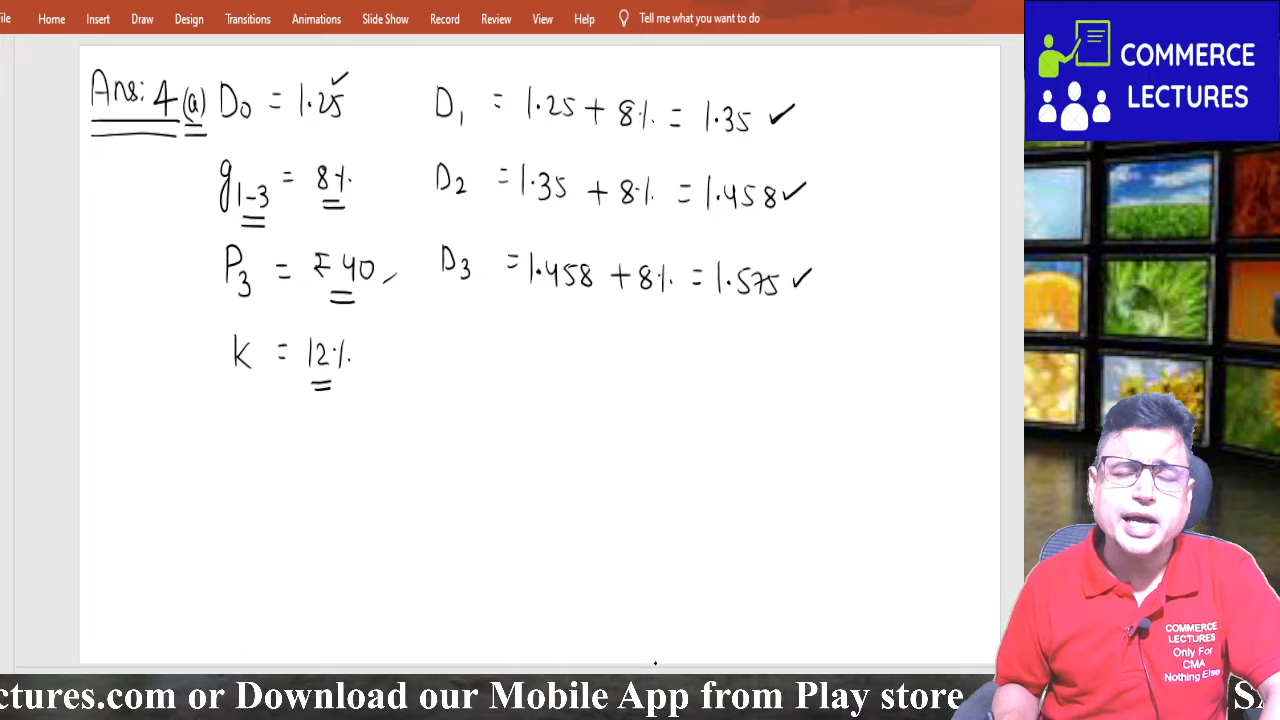 File Home Insert Draw Design Transitions Animations Slide Show Record Review View Help Tell me what you want to do
COMMERCE
LECTURES
Ans: 4 (a) D0 = 1.25 ✓ D1 = 1.25 + 8% = 1.35 ✓
g1-3 = 8% D2 = 1.35 + 8% = 1.458 ✓
P3 = ₹40 D3 = 1.458 + 8% = 1.575 ✓
k = 12%
COMMERCE
LECTURES
Only For
CMA
Nothing Else
ctures.com or Download our Mobile App from Play store